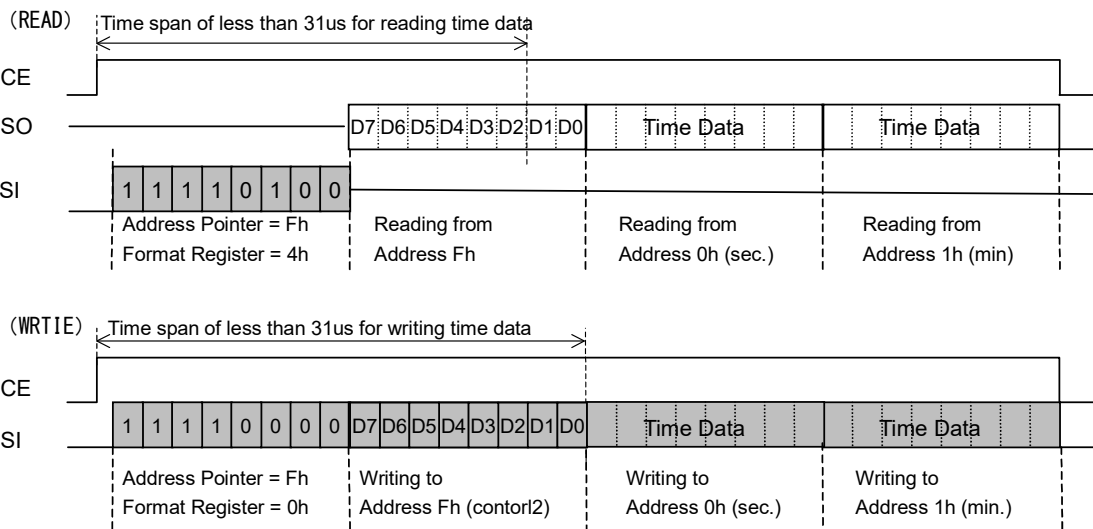 (READ) Time span of less than 31us for reading time data
CE
SO D7 D6 D5 D4 D3 D2 D1 D0 Time Data Time Data
SI 1 1 1 1 0 1 0 0
Address Pointer = Fh Reading from Reading from Reading from
Format Register = 4h Address Fh Address 0h (sec.) Address 1h (min)
(WRTIE) Time span of less than 31us for writing time data
CE
SI 1 1 1 1 0 0 0 0 D7 D6 D5 D4 D3 D2 D1 D0 Time Data Time Data
Address Pointer = Fh Writing to Writing to Writing to
Format Register = 0h Address Fh (contorl2) Address 0h (sec.) Address 1h (min.)